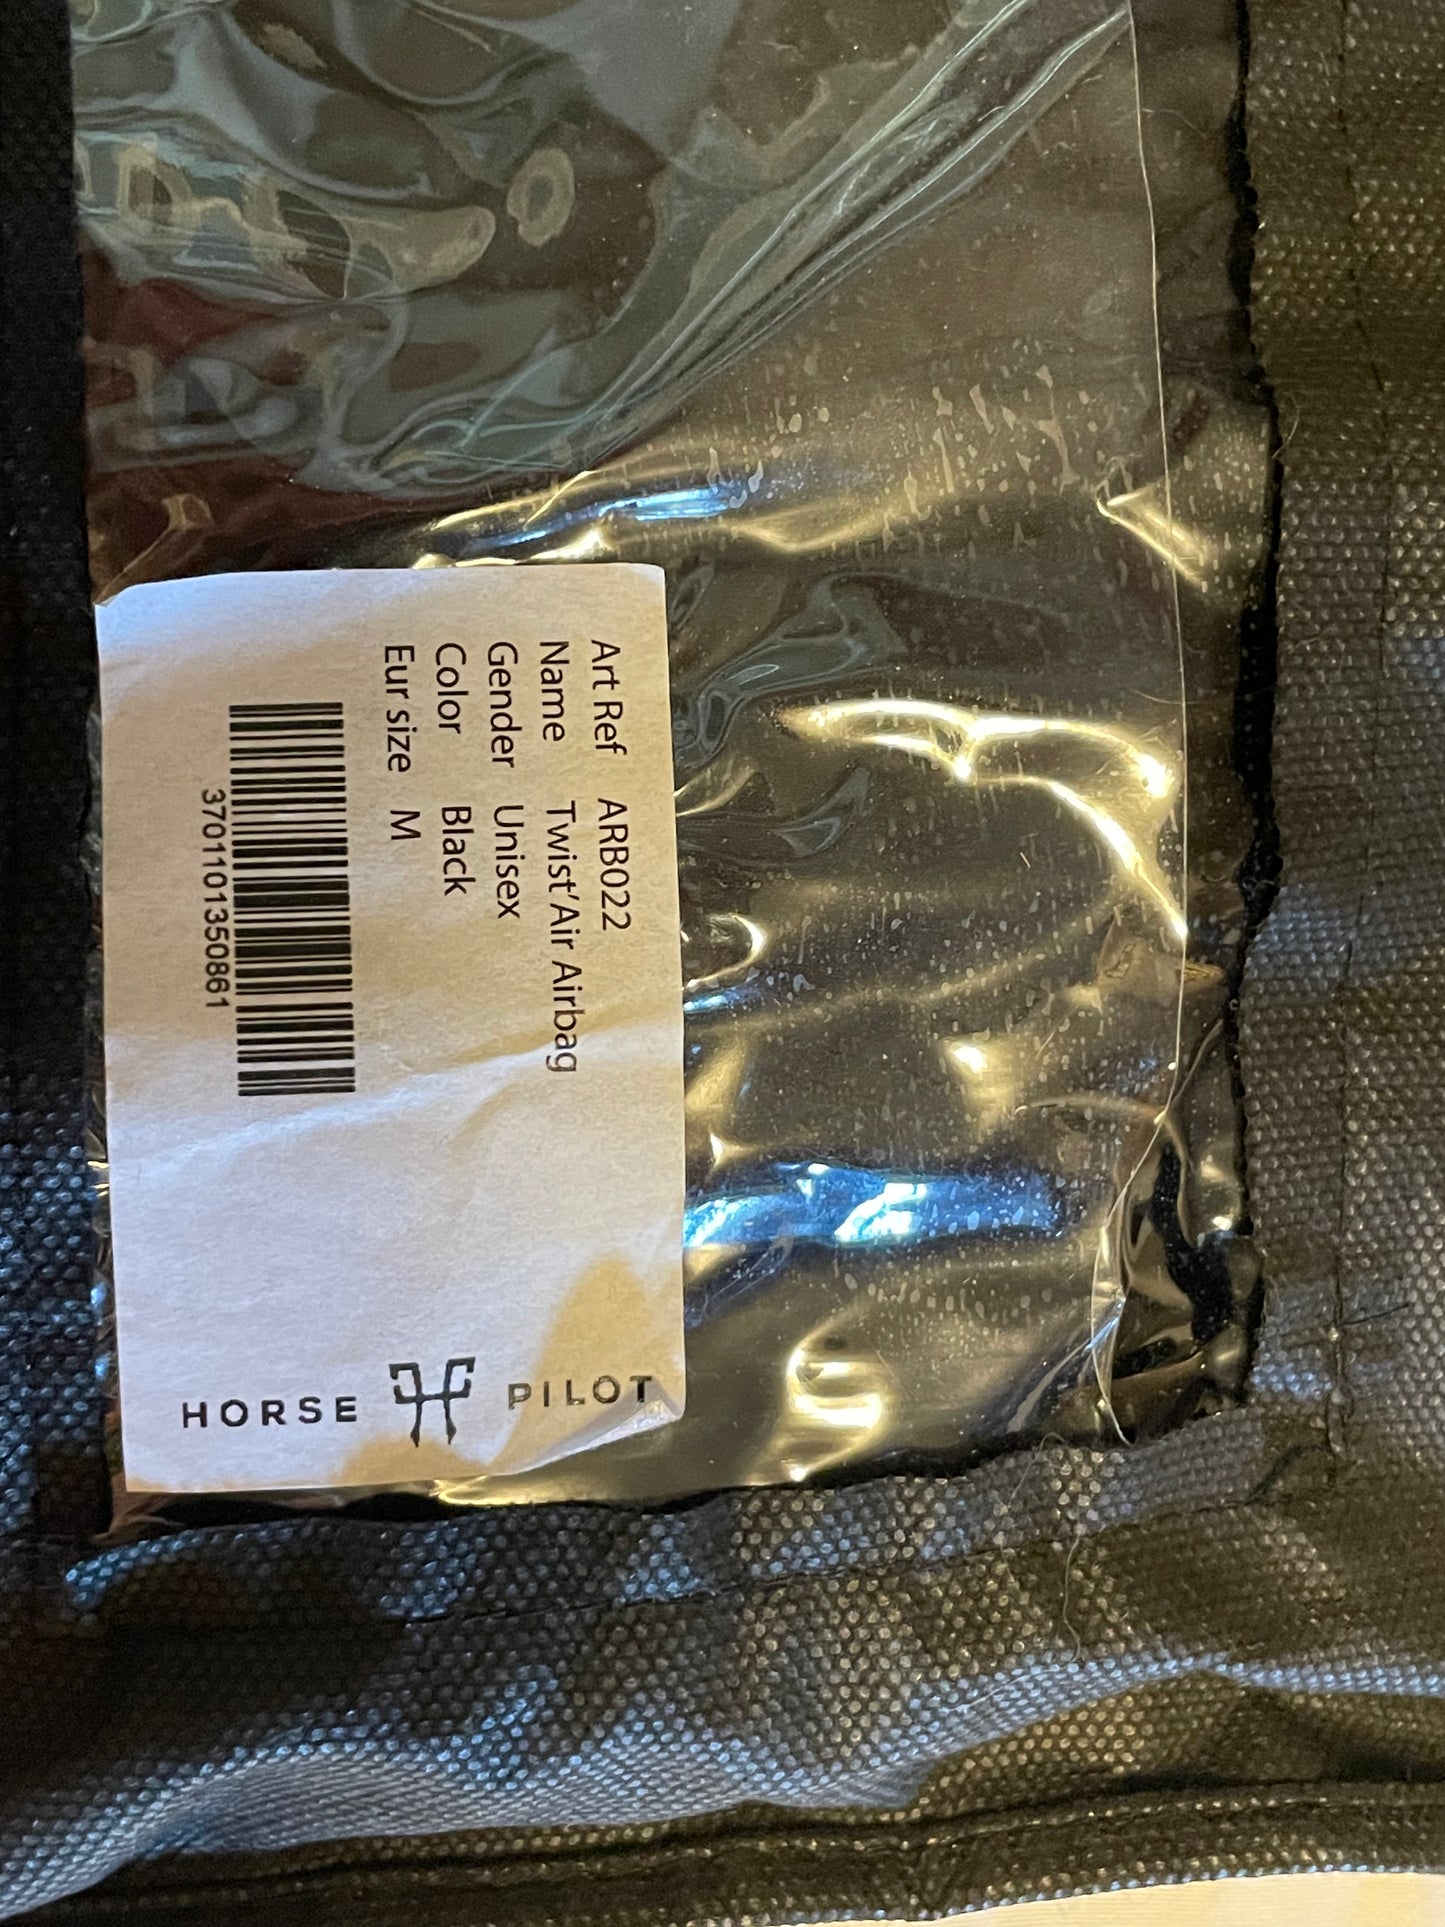 Art Ref ARB022
Name Twist'Air Airbag
Gender Unisex
Color Black
Eur size M
3701101350861
HORSE PILOT